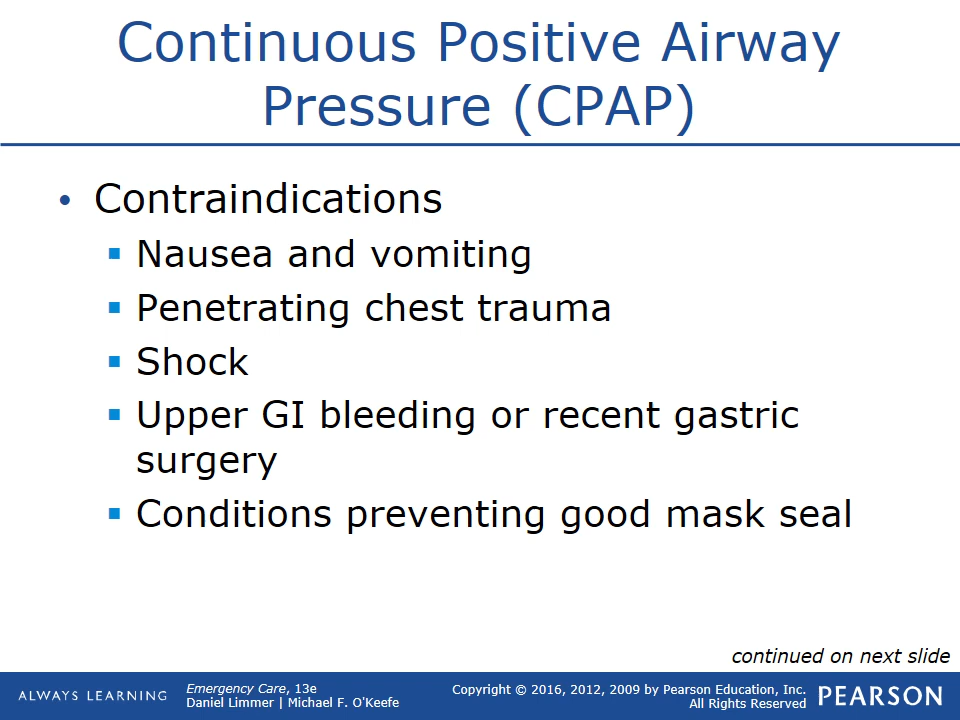 Continuous Positive Airway
Pressure (CPAP)
• Contraindications
▪ Nausea and vomiting
▪ Penetrating chest trauma
▪ Shock
▪ Upper GI bleeding or recent gastric
surgery
▪ Conditions preventing good mask seal
continued on next slide
ALWAYS LEARNING
Emergency Care, 13e
Daniel Limmer | Michael F. O'Keefe
Copyright © 2016, 2012, 2009 by Pearson Education, Inc.
All Rights Reserved
PEARSON